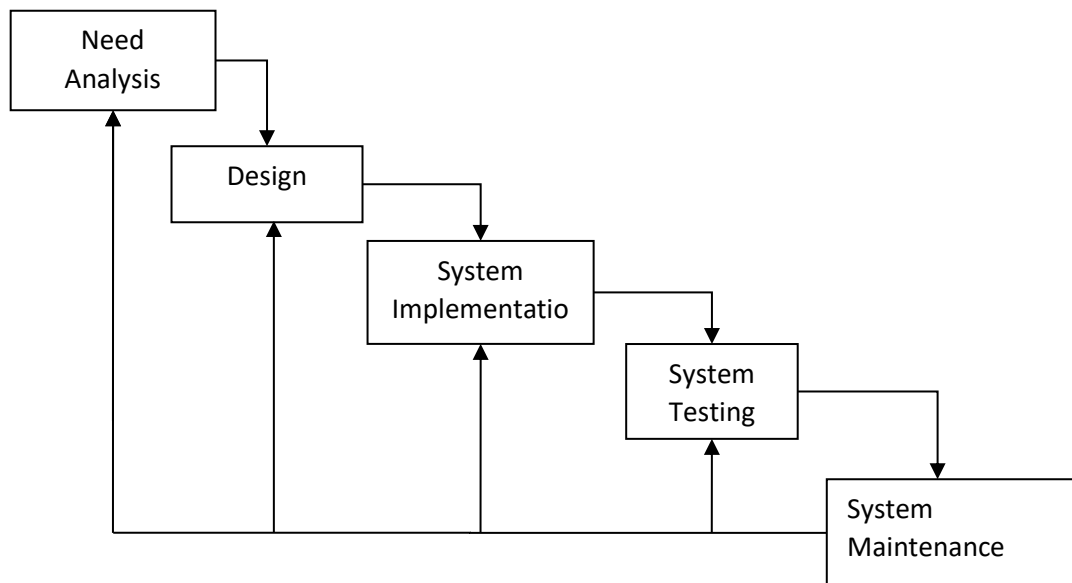 Need
Analysis
Design
System
Implementatio
System
Testing
System
Maintenance